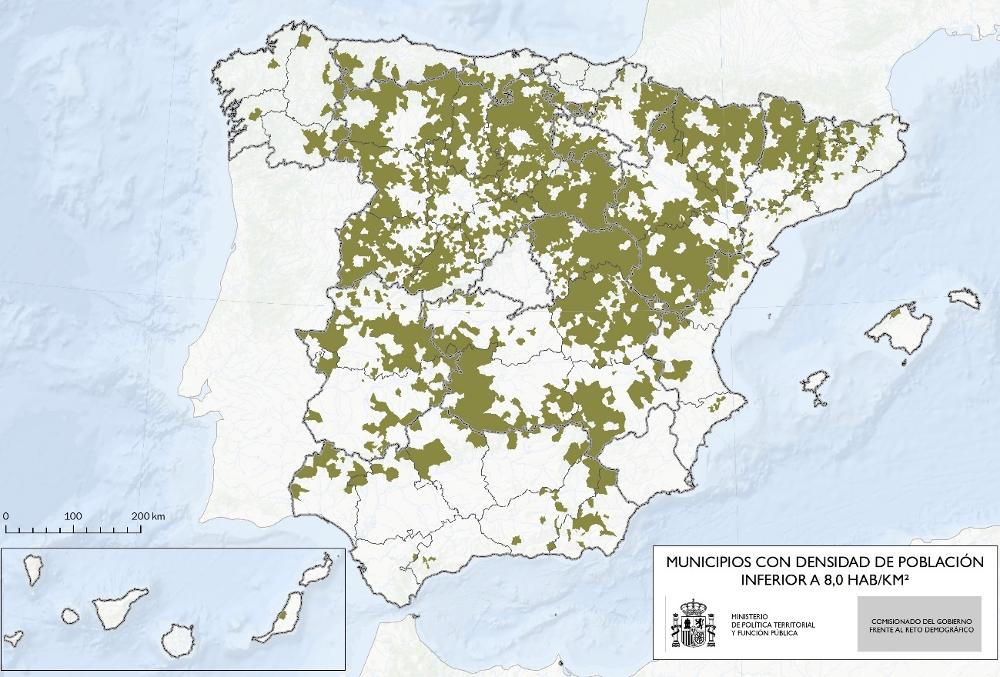 0 100 200 km
MUNICIPIOS CON DENSIDAD DE POBLACIÓN
INFERIOR A 8,0 HAB/KM²
MINISTERIO
DE POLÍTICA TERRITORIAL
Y FUNCIÓN PÚBLICA
COMISIONADO DEL GOBIERNO
FRENTE AL RETO DEMOGRÁFICO